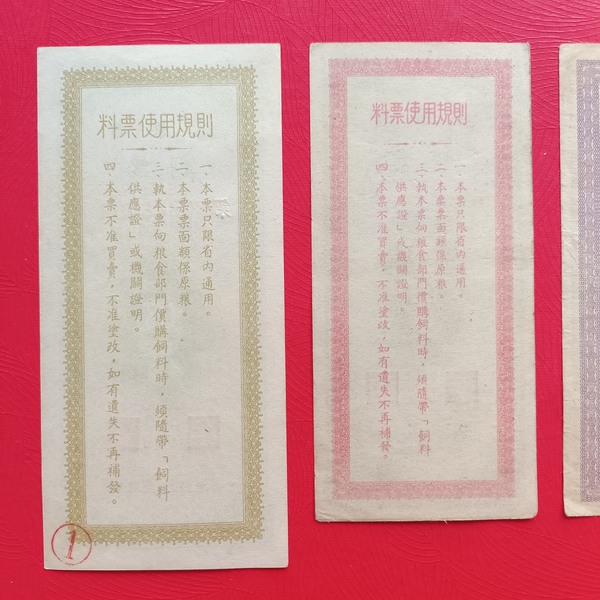 料票使用規則
一、本票只限省内通用。
二、本票票面額係原粮。
三、執本票向粮食部門價購飼料時，須隨帶「飼料
供應證」或機關證明。
四、本票不准買賣，不准塗改，如有遺失不再補發。
1
料票使用規則
一、本票只限省内通用。
二、本票票面額係原粮。
三、執本票向粮食部門價購飼料時，須隨帶「飼料
供應證」或機關證明。
四、本票不准買賣，不准塗改，如有遺失不再補發。